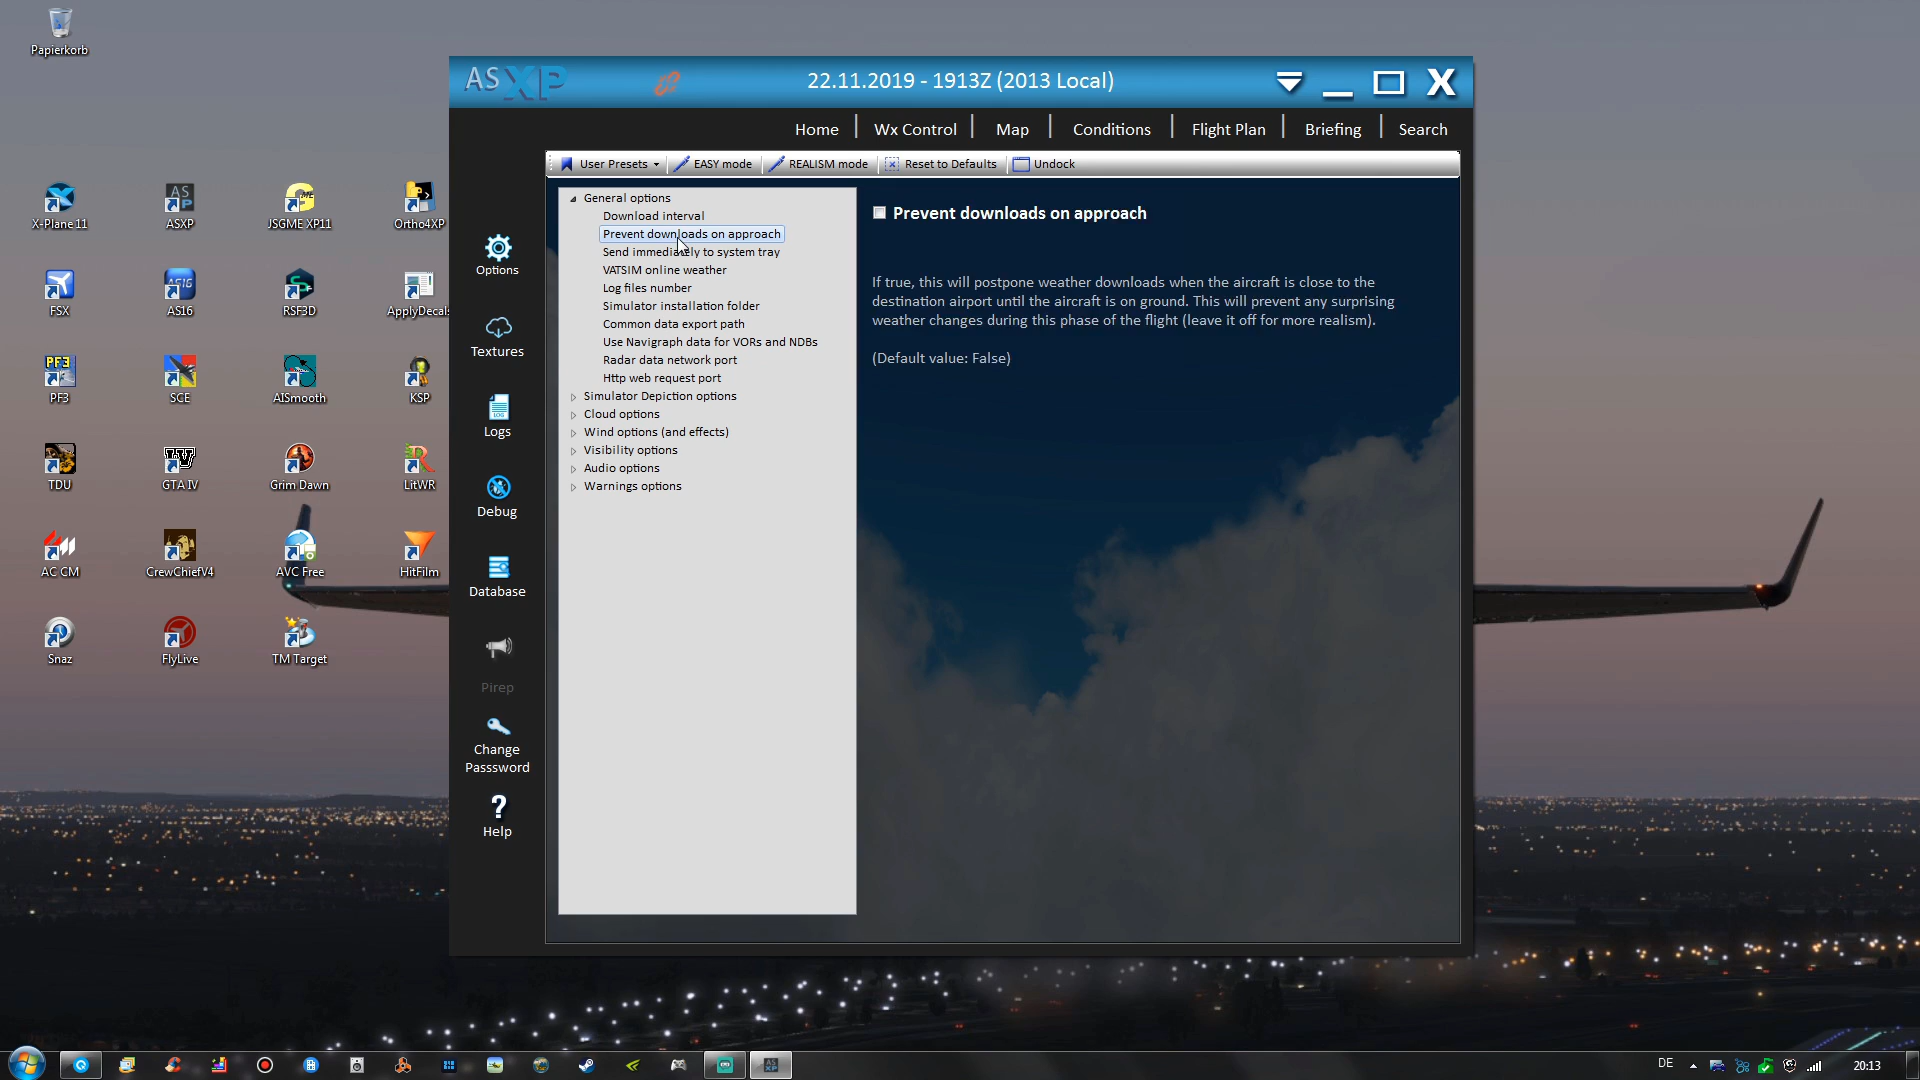 Papierkorb
X-Plane 11
ASXP
JSGME XP11
Ortho4XP
FSX
AS16
RSF3D
ApplyDecal
PF3
SCE
AISmooth
KSP
TDU
GTA IV
Grim Dawn
LitWR
AC CM
CrewChiefV4
AVC Free
HitFilm
Snaz
FlyLive
TM Target
ASXP
22.11.2019 - 1913Z (2013 Local)
X
Home
Wx Control
Map
Conditions
Flight Plan
Briefing
Search
User Presets
EASY mode
REALISM mode
Reset to Defaults
Undock
Options
Textures
LOG
Logs
Debug
Database
Pirep
Change
Passsword
?
Help
General options
Download interval
Prevent downloads on approach
Send immediately to system tray
VATSIM online weather
Log files number
Simulator installation folder
Common data export path
Use Navigraph data for VORs and NDBs
Radar data network port
Http web request port
Simulator Depiction options
Cloud options
Wind options (and effects)
Visibility options
Audio options
Warnings options
Prevent downloads on approach
If true, this will postpone weather downloads when the aircraft is close to the
destination airport until the aircraft is on ground. This will prevent any surprising
weather changes during this phase of the flight (leave it off for more realism).
(Default value: False)
DE
20:13